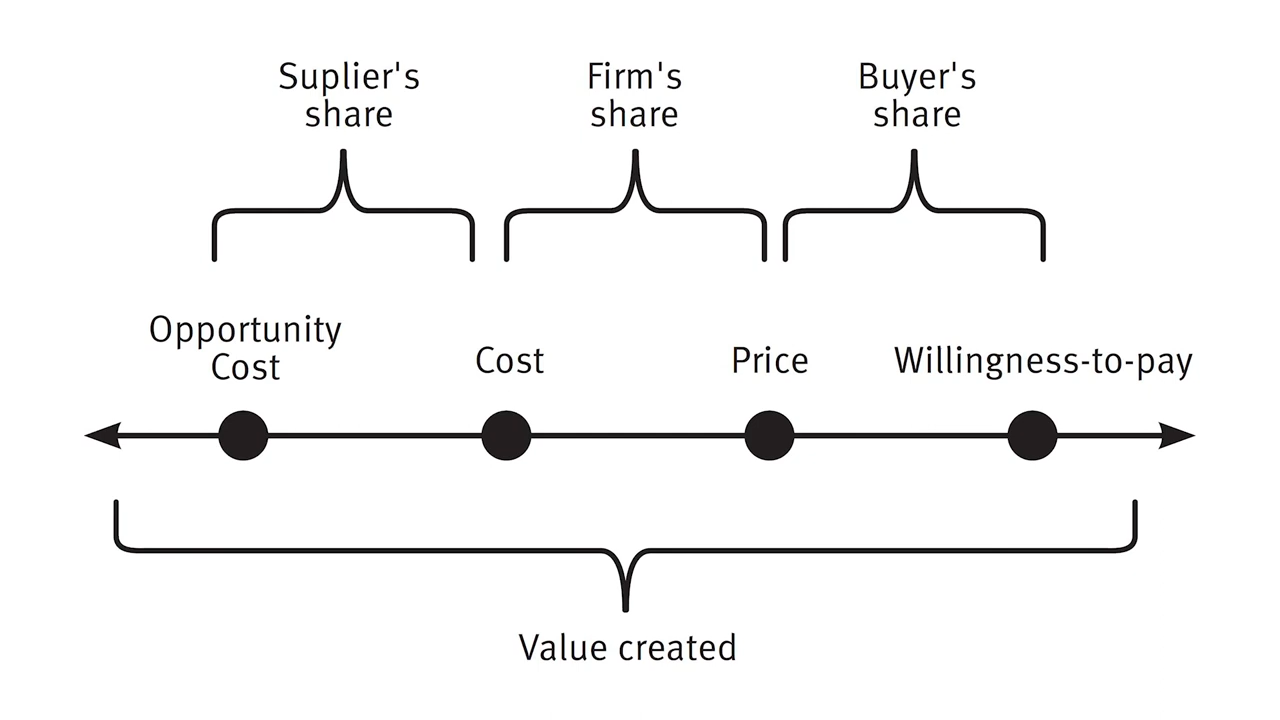 Suplier's
share
Firm's
share
Buyer's
share
Opportunity
Cost
Cost
Price
Willingness-to-pay
Value created